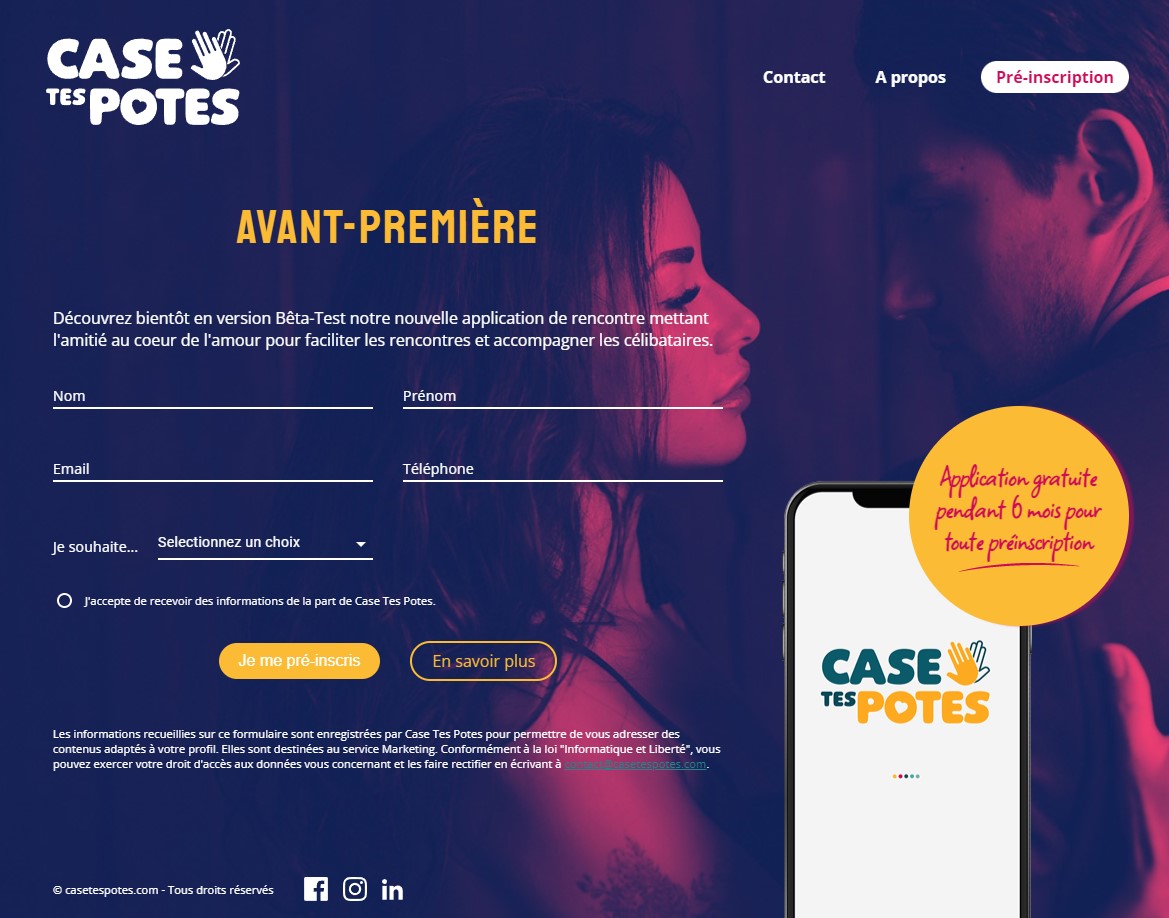 CASE
TES POTES
Contact
A propos
Pré-inscription
AVANT-PREMIÈRE
Découvrez bientôt en version Bêta-Test notre nouvelle application de rencontre mettant
l'amitié au coeur de l'amour pour faciliter les rencontres et accompagner les célibataires.
Nom
Prénom
Email
Téléphone
Je souhaite...
Selectionnez un choix
J'accepte de recevoir des informations de la part de Case Tes Potes.
Je me pré-inscris
En savoir plus
Application gratuite
pendant 6 mois pour
toute préinscription
CASE
TES POTES
Les informations recueillies sur ce formulaire sont enregistrées par Case Tes Potes pour permettre de vous adresser des
contenus adaptés à votre profil. Elles sont destinées au service Marketing. Conformément à la loi "Informatique et Liberté", vous
pouvez exercer votre droit d'accès aux données vous concernant et les faire rectifier en écrivant à contact@casetespotes.com.
© casetespotes.com - Tous droits réservés